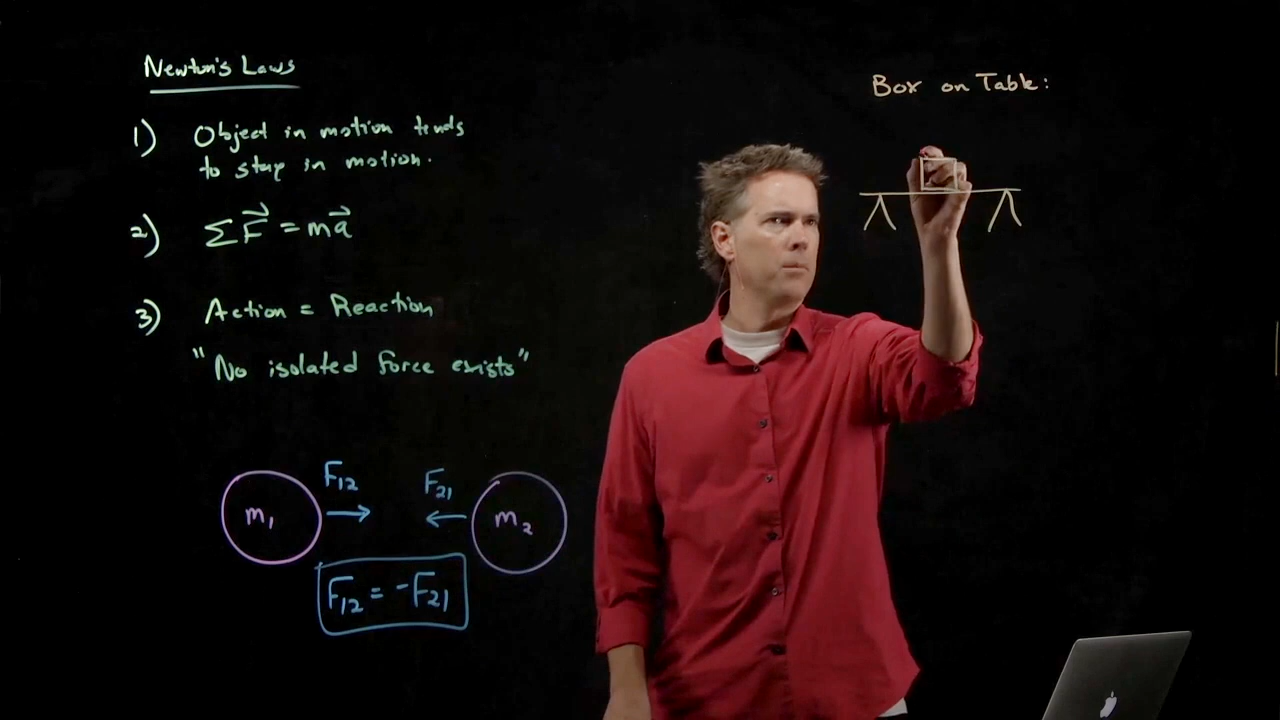 Newton's Laws
1) Object in motion tends
to stay in motion.
2) ΣF⃗ = ma⃗
3) Action = Reaction
"No isolated force exists"
F₁₂ F₂₁
m₁ m₂
F₁₂ = -F₂₁
Box on Table: